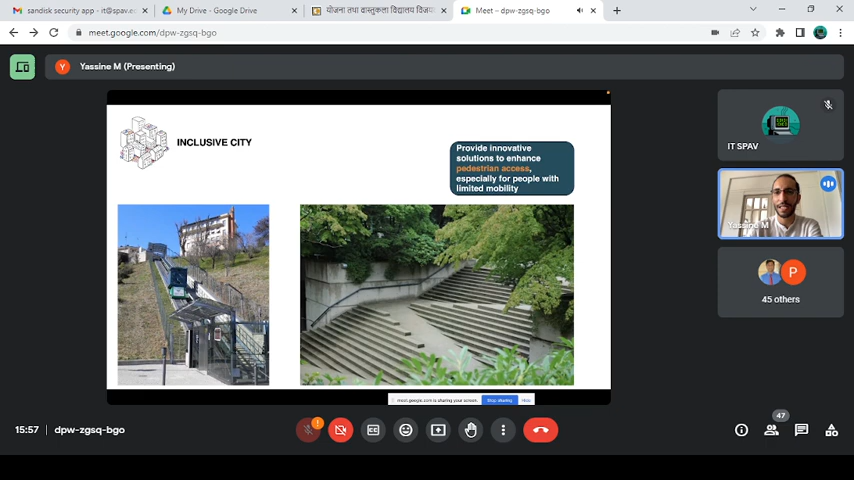 sandisk security app - it@spav.ec
My Drive - Google Drive
योजना तथा वास्तुकला विद्यालय विजय
Meet – dpw-zgsq-bgo
meet.google.com/dpw-zgsq-bgo
Y
Yassine M (Presenting)
INCLUSIVE CITY
Provide innovative
solutions to enhance
pedestrian access,
especially for people with
limited mobility
IT SPAV
Yassine M
P
45 others
meet.google.com is sharing your screen.
Stop sharing
Hide
15:57
dpw-zgsq-bgo
47